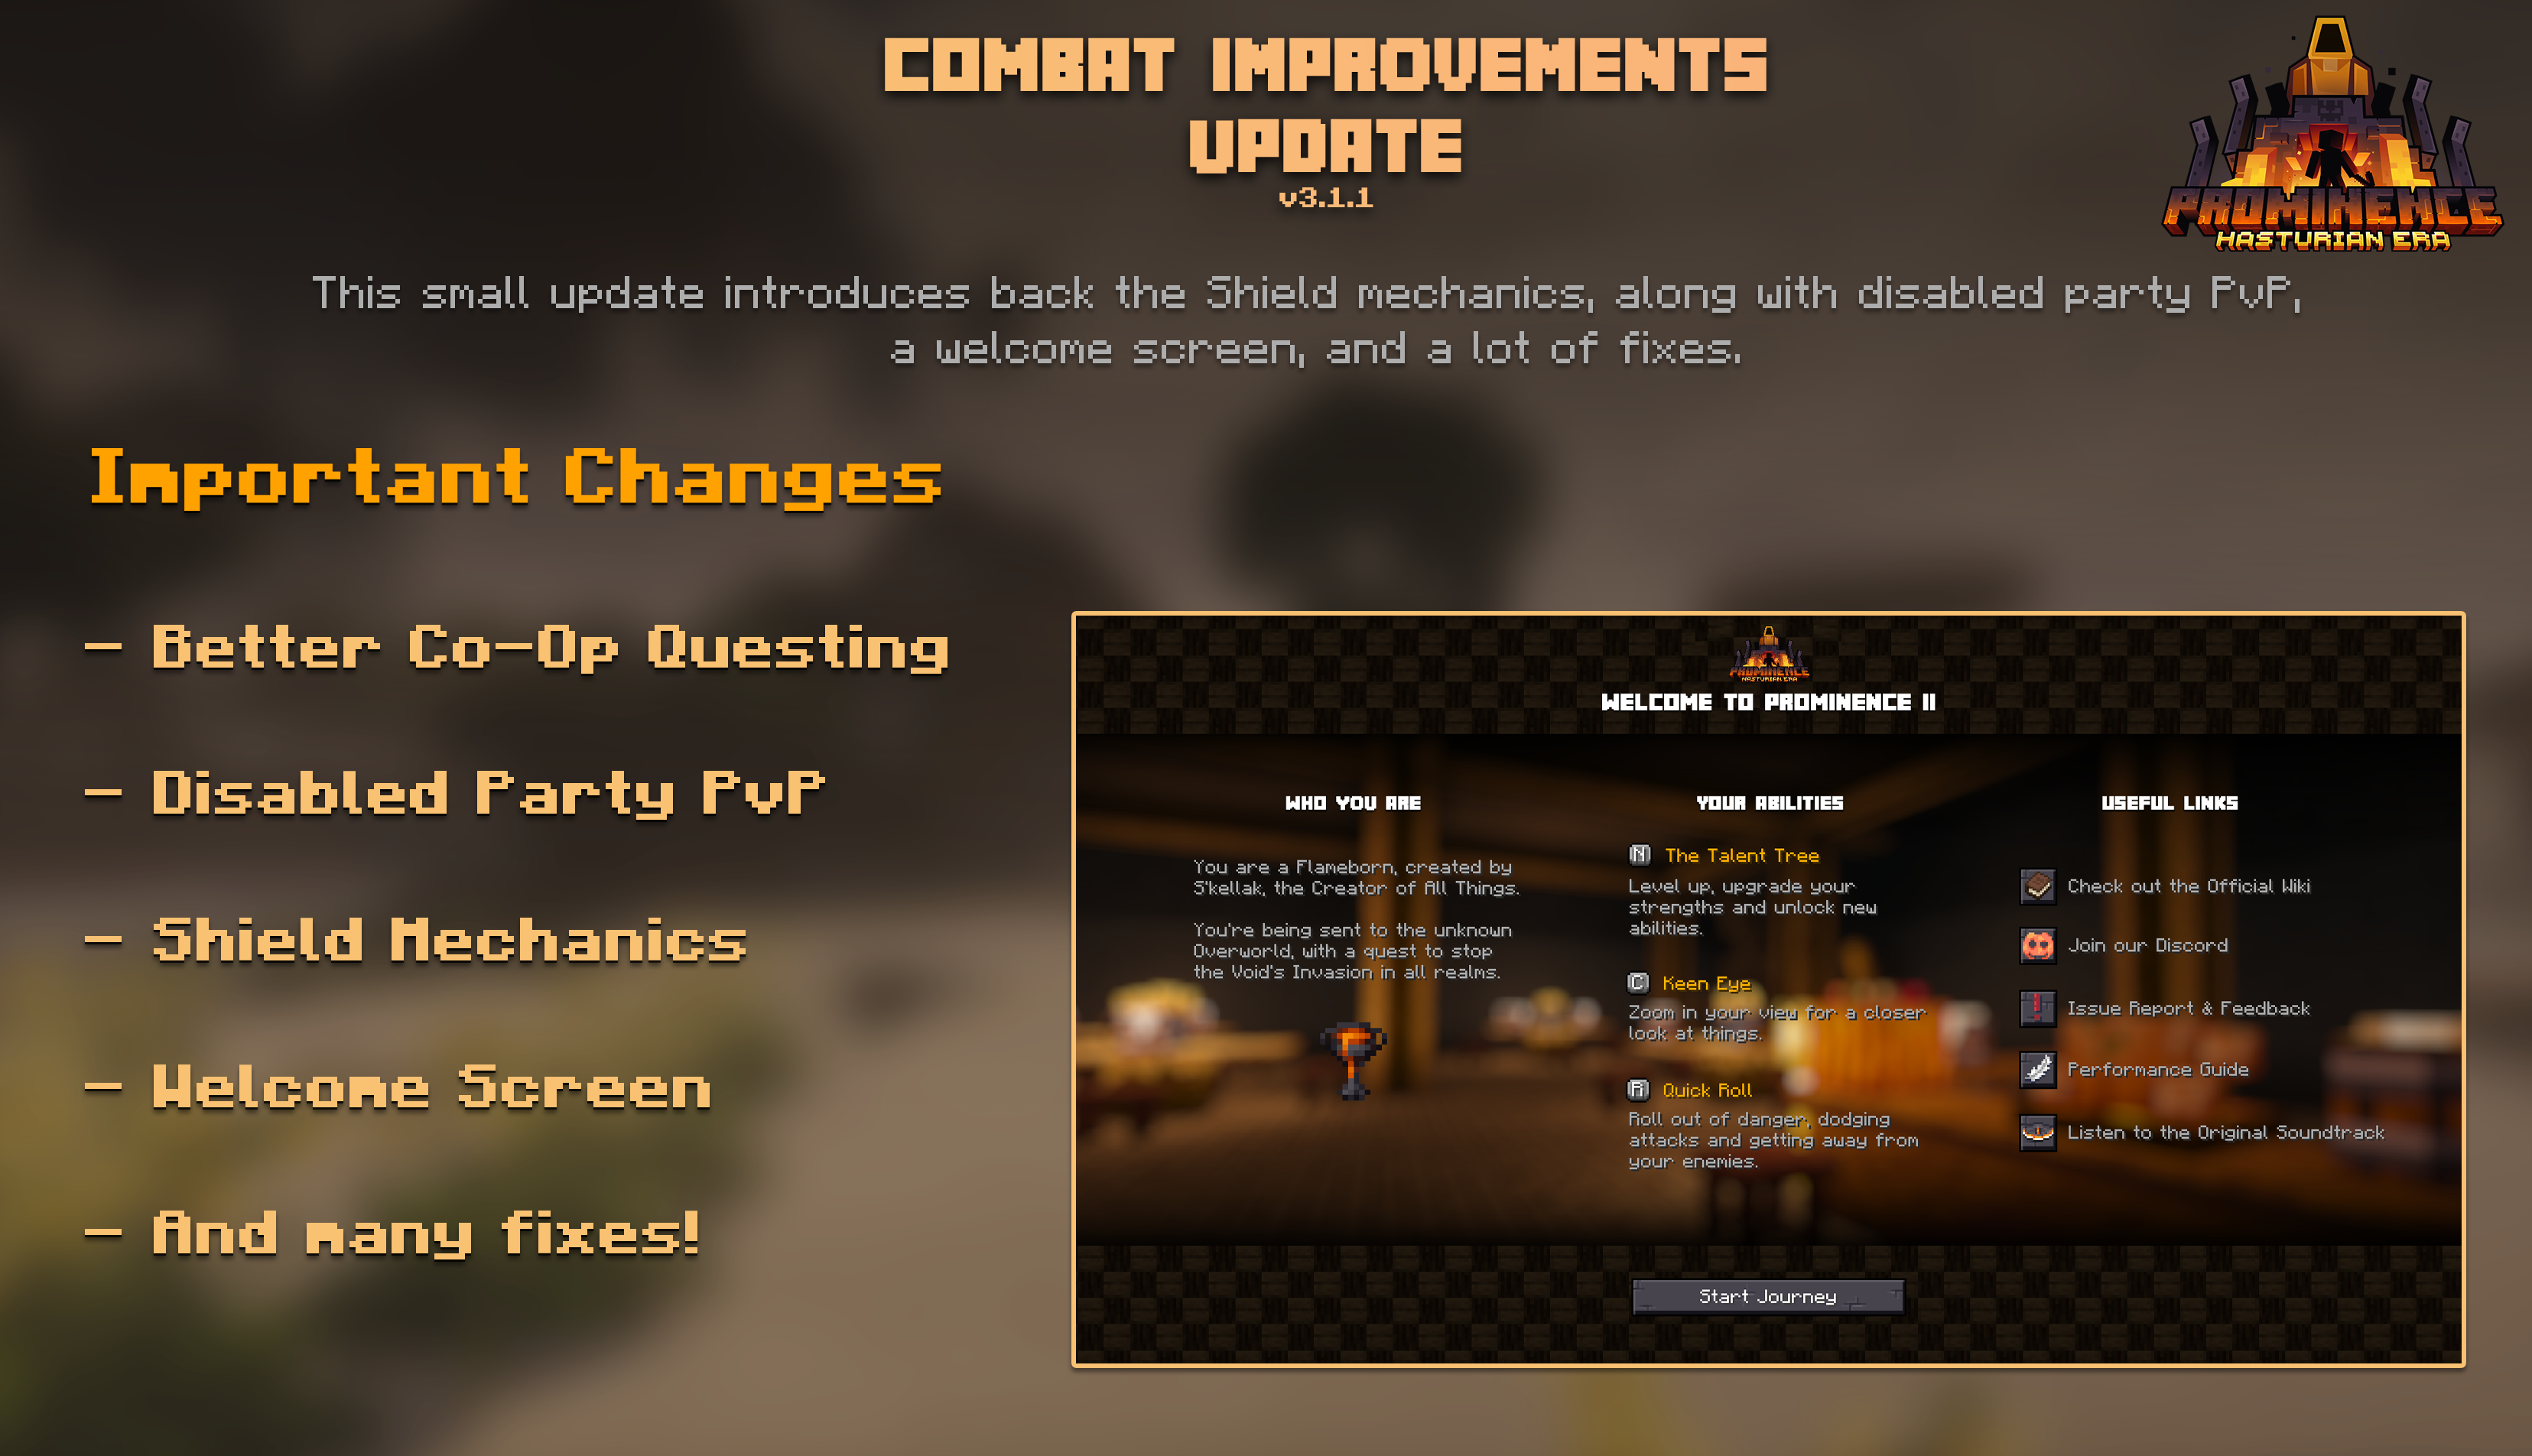 COMBAT IMPROVEMENTS
UPDATE
v3.1.1
PROMINENCE
HASTURIAN ERA
This small update introduces back the Shield mechanics, along with disabled party PvP,
a welcome screen, and a lot of fixes.
Important Changes
- Better Co-Op Questing
- Disabled Party PvP
- Shield Mechanics
- Welcome Screen
- And many fixes!
PROMINENCE
HASTURIAN ERA
WELCOME TO PROMINENCE II
WHO YOU ARE
You are a Flameborn, created by
S'kellak, the Creator of All Things.
You're being sent to the unknown
Overworld, with a quest to stop
the Void's Invasion in all realms.
YOUR ABILITIES
N The Talent Tree
Level up, upgrade your
strengths and unlock new
abilities.
C Keen Eye
Zoom in your view for a closer
look at things.
R Quick Roll
Roll out of danger, dodging
attacks and getting away from
your enemies.
USEFUL LINKS
Check out the Official Wiki
Join our Discord
Issue Report & Feedback
Performance Guide
Listen to the Original Soundtrack
Start Journey